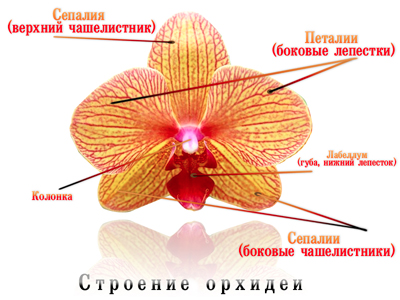 Сепалия
(верхний чашелистник)
Петалии
(боковые лепестки)
Лабеллум
(губа, нижний лепесток)
Колонка
Сепалии
(боковые чашелистники)
Строение орхидеи